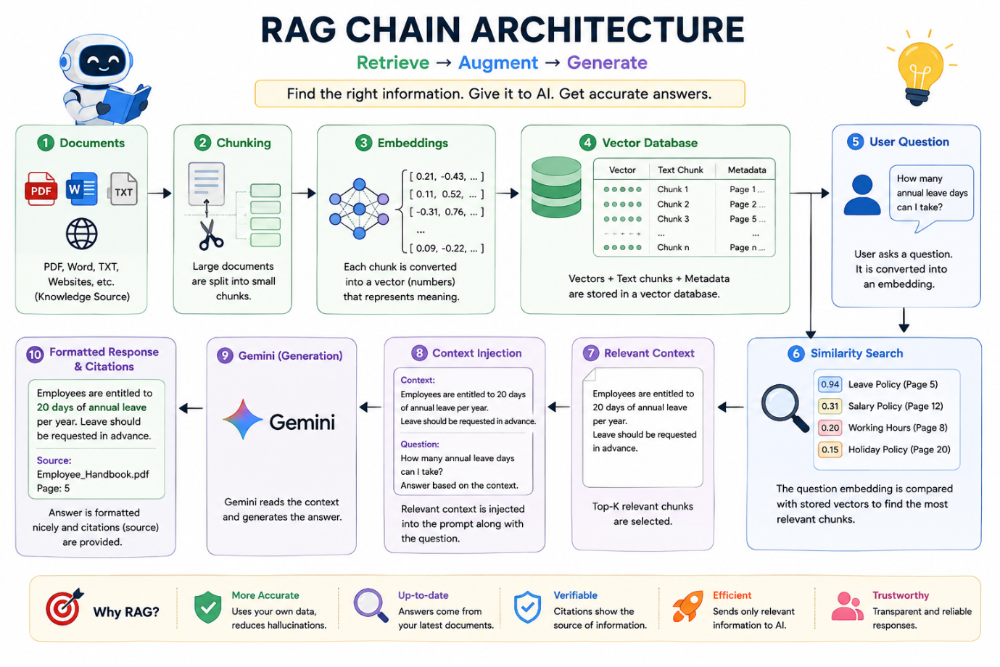 RAG CHAIN ARCHITECTURE
Retrieve → Augment → Generate
Find the right information. Give it to AI. Get accurate answers.
1 Documents
PDF
W
TXT
PDF, Word, TXT,
Websites, etc.
(Knowledge Source)
2 Chunking
Large documents
are split into small
chunks.
3 Embeddings
[ 0.21, -0.43, ... ]
[ 0.11, 0.52, ... ]
[ -0.31, 0.76, ... ]
...
[ 0.09, -0.22, ... ]
Each chunk is converted
into a vector (numbers)
that represents meaning.
4 Vector Database
Vector Text Chunk Metadata
Chunk 1 Page 1 ...
Chunk 2 Page 2 ...
Chunk 3 Page 5 ...
... ...
Chunk n Page n ...
Vectors + Text chunks + Metadata
are stored in a vector database.
5 User Question
How many
annual leave days
can I take?
User asks a question.
It is converted into
an embedding.
6 Similarity Search
0.94 Leave Policy (Page 5)
0.31 Salary Policy (Page 12)
0.20 Working Hours (Page 8)
0.15 Holiday Policy (Page 20)
The question embedding is compared
with stored vectors to find the most
relevant chunks.
7 Relevant Context
Employees are entitled to
20 days of annual leave
per year.
Leave should be requested
in advance.
Top-K relevant chunks
are selected.
8 Context Injection
Context:
Employees are entitled to 20 days
of annual leave per year.
Leave should be requested in advance.
Question:
How many annual leave days
can I take?
Answer based on the context.
Relevant context is injected
into the prompt along with
the question.
9 Gemini (Generation)
Gemini
Gemini reads the context
and generates the answer.
10 Formatted Response
& Citations
Employees are entitled to
20 days of annual leave
per year. Leave should
be requested in advance.
Source:
Employee_Handbook.pdf
Page: 5
Answer is formatted
nicely and citations (source)
are provided.
Why RAG?
More Accurate
Uses your own data,
reduces hallucinations.
Up-to-date
Answers come from
your latest documents.
Verifiable
Citations show the
source of information.
Efficient
Sends only relevant
information to AI.
Trustworthy
Transparent and reliable
responses.